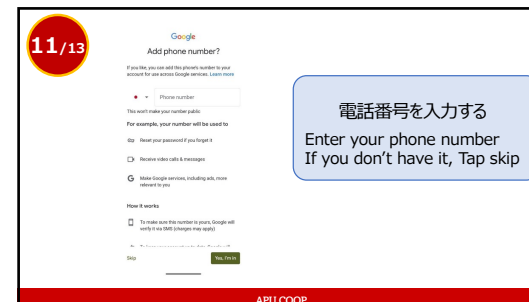 11/13
Google
Add phone number?
If you like, you can add this phone's number to your
account for use across Google services. Learn more
Phone number
This won't make your number public
For example, your number will be used to
Reset your password if you forget it
Receive video calls & messages
Make Google services, including ads, more
relevant to you
How it works
To make sure this number is yours, Google will
verify it via SMS (charges may apply)
Skip
Yes, I'm in
電話番号を入力する
Enter your phone number
If you don't have it, Tap skip
APU COOP